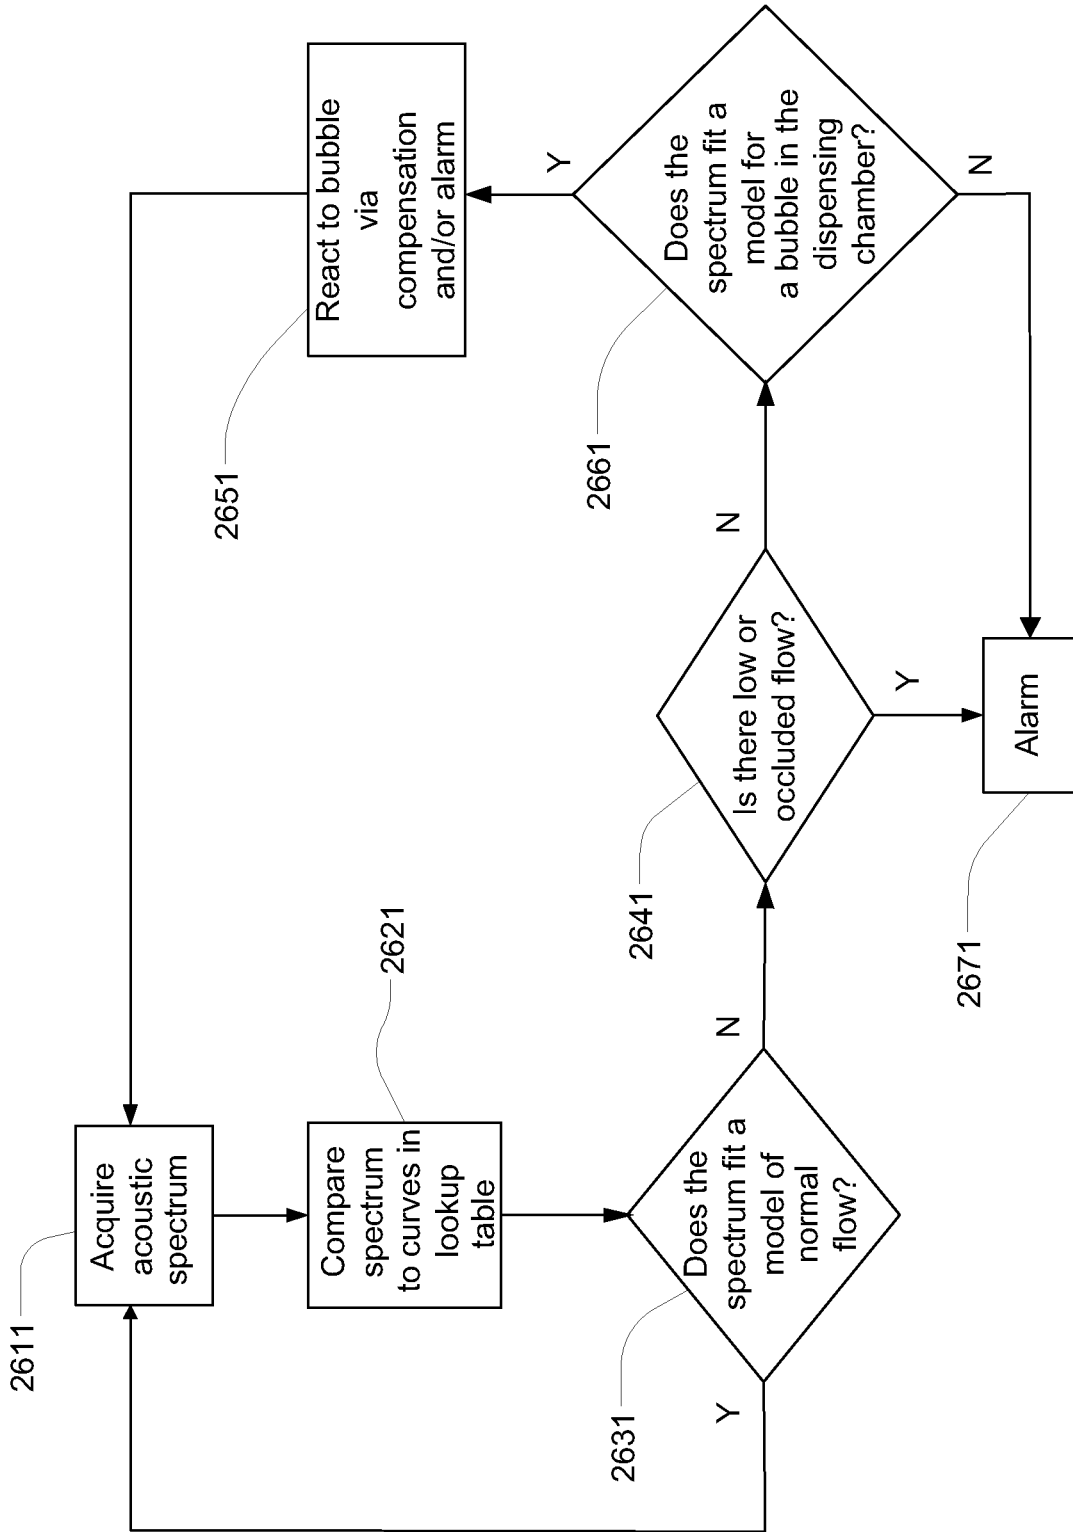 2611
Acquire
acoustic
spectrum
Compare
spectrum
to curves in
lookup
table
2621
2631
Does the
spectrum fit a
model of
normal
flow?
Y
N
2641
Is there low or
occluded flow?
Y
N
2651
React to bubble
via
compensation
and/or alarm
2661
Does the
spectrum fit a
model for
a bubble in the
dispensing
chamber?
Y
N
2671
Alarm